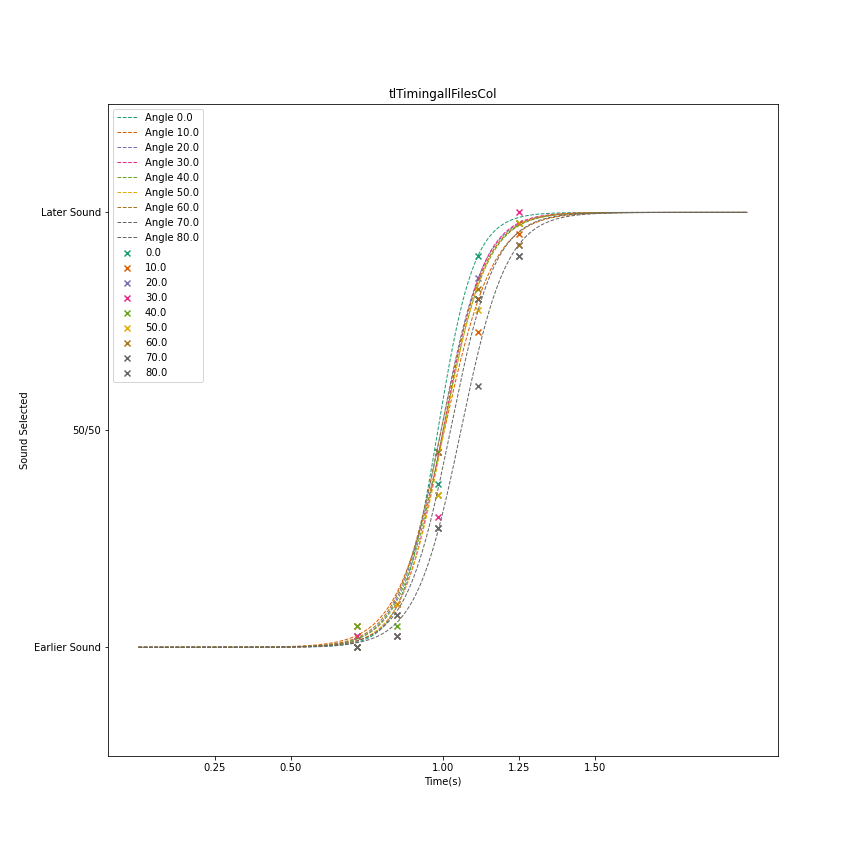 tlTimingallFilesCol
Angle 0.0
Angle 10.0
Angle 20.0
Angle 30.0
Angle 40.0
Angle 50.0
Angle 60.0
Angle 70.0
Angle 80.0
0.0
10.0
20.0
30.0
40.0
50.0
60.0
70.0
80.0
Later Sound
50/50
Earlier Sound
Sound Selected
0.25 0.50 1.00 1.25 1.50
Time(s)